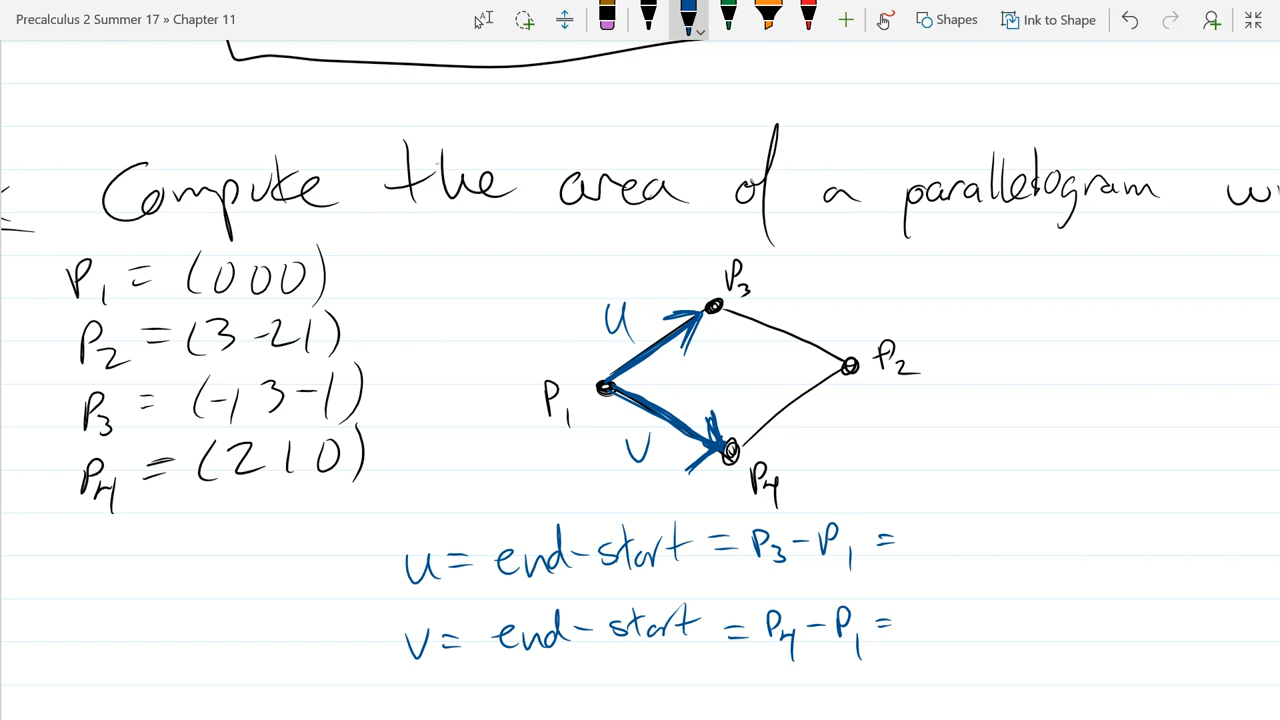 Precalculus 2 Summer 17 » Chapter 11
Shapes
Ink to Shape
Compute the area of a parallelogram w
P1 = (0 0 0)
P2 = (3 -2 1)
P3 = (-1 3 -1)
P4 = (2 1 0)
P3
u
P2
P1
v
P4
u = end-start = P3 - P1 =
v = end-start = P4 - P1 =